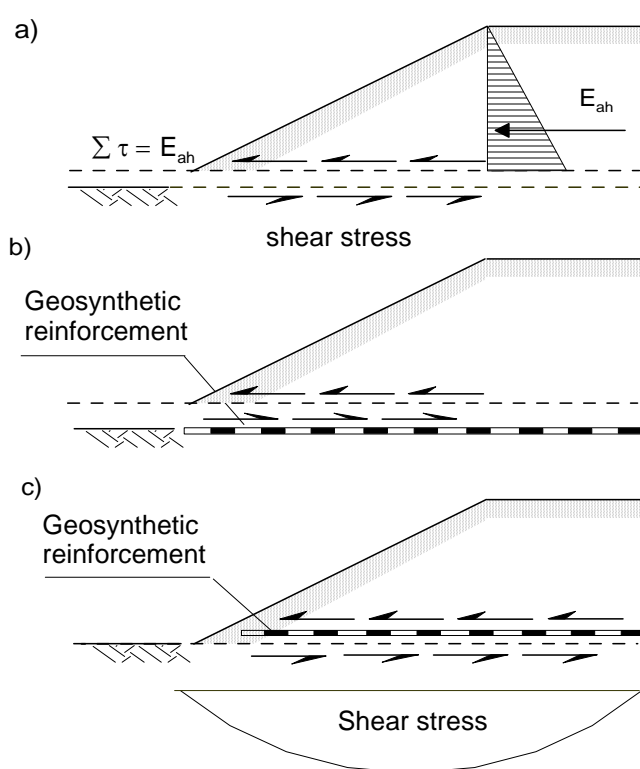 a)
E_ah
∑ τ = E_ah
shear stress
b)
Geosynthetic
reinforcement
c)
Geosynthetic
reinforcement
Shear stress